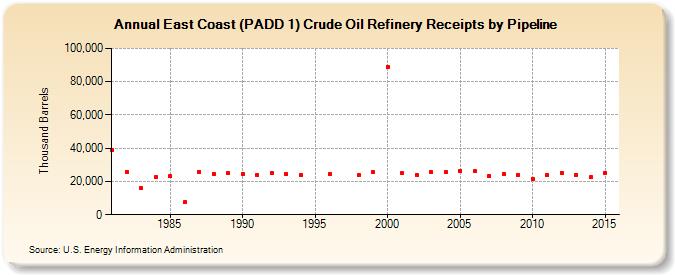 Annual East Coast (PADD 1) Crude Oil Refinery Receipts by Pipeline
Thousand Barrels
100,000
80,000
60,000
40,000
20,000
0
1985 1990 1995 2000 2005 2010 2015
Source: U.S. Energy Information Administration